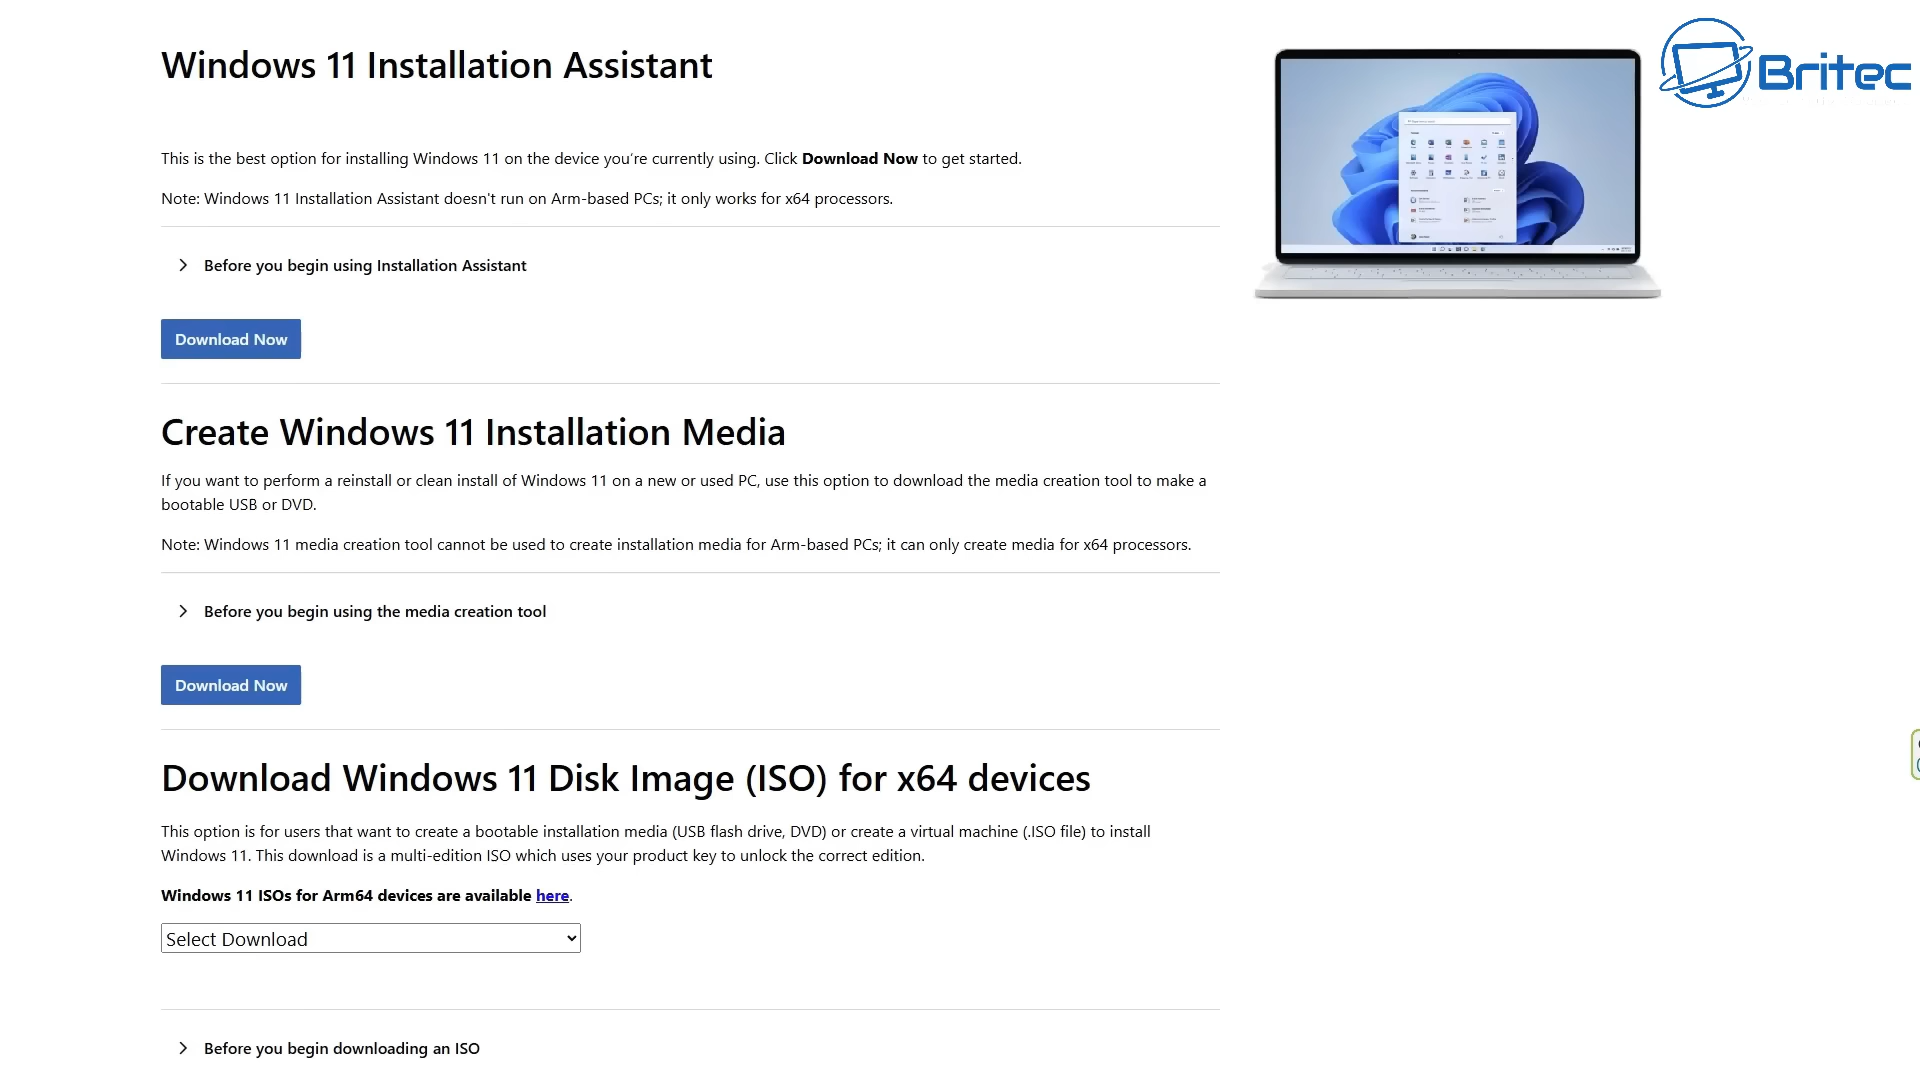 Windows 11 Installation Assistant
Britec
This is the best option for installing Windows 11 on the device you're currently using. Click Download Now to get started.
Note: Windows 11 Installation Assistant doesn't run on Arm-based PCs; it only works for x64 processors.
Before you begin using Installation Assistant
Download Now
Create Windows 11 Installation Media
If you want to perform a reinstall or clean install of Windows 11 on a new or used PC, use this option to download the media creation tool to make a
bootable USB or DVD.
Note: Windows 11 media creation tool cannot be used to create installation media for Arm-based PCs; it can only create media for x64 processors.
Before you begin using the media creation tool
Download Now
Download Windows 11 Disk Image (ISO) for x64 devices
This option is for users that want to create a bootable installation media (USB flash drive, DVD) or create a virtual machine (.ISO file) to install
Windows 11. This download is a multi-edition ISO which uses your product key to unlock the correct edition.
Windows 11 ISOs for Arm64 devices are available here.
Select Download
Before you begin downloading an ISO